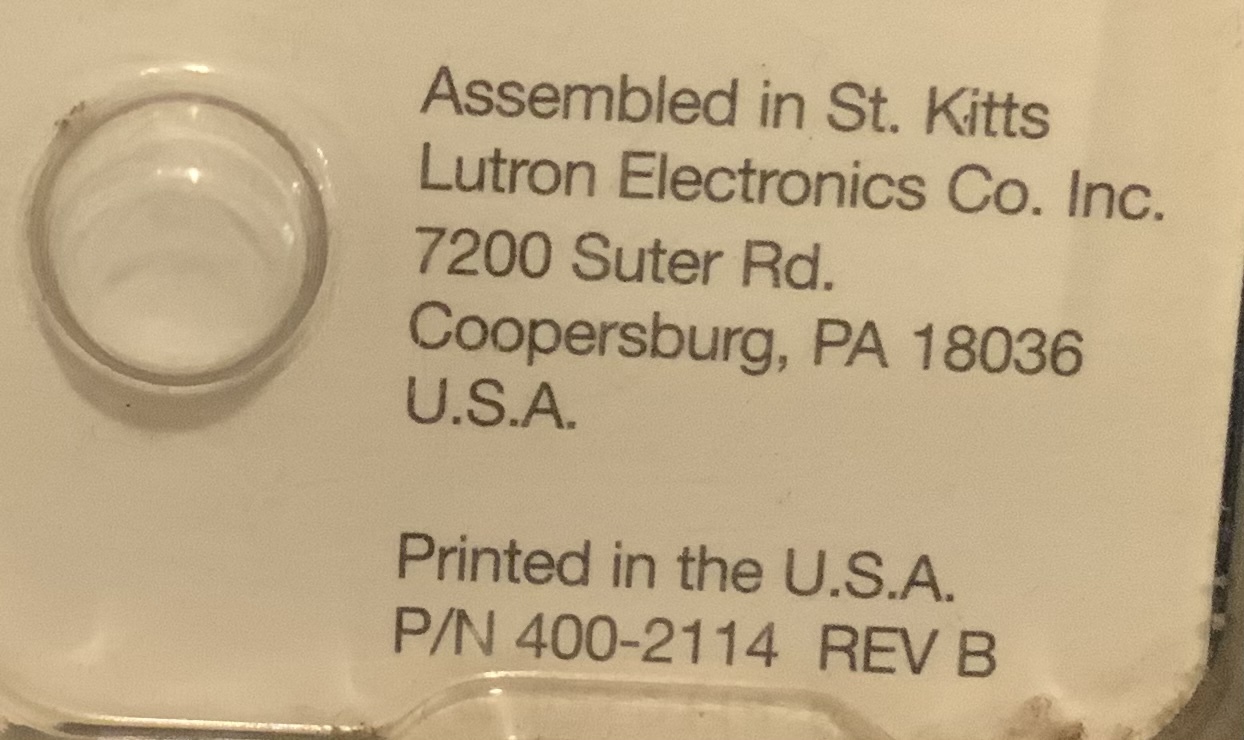 Assembled in St. Kitts
Lutron Electronics Co. Inc.
7200 Suter Rd.
Coopersburg, PA 18036
U.S.A.
Printed in the U.S.A.
P/N 400-2114 REV B